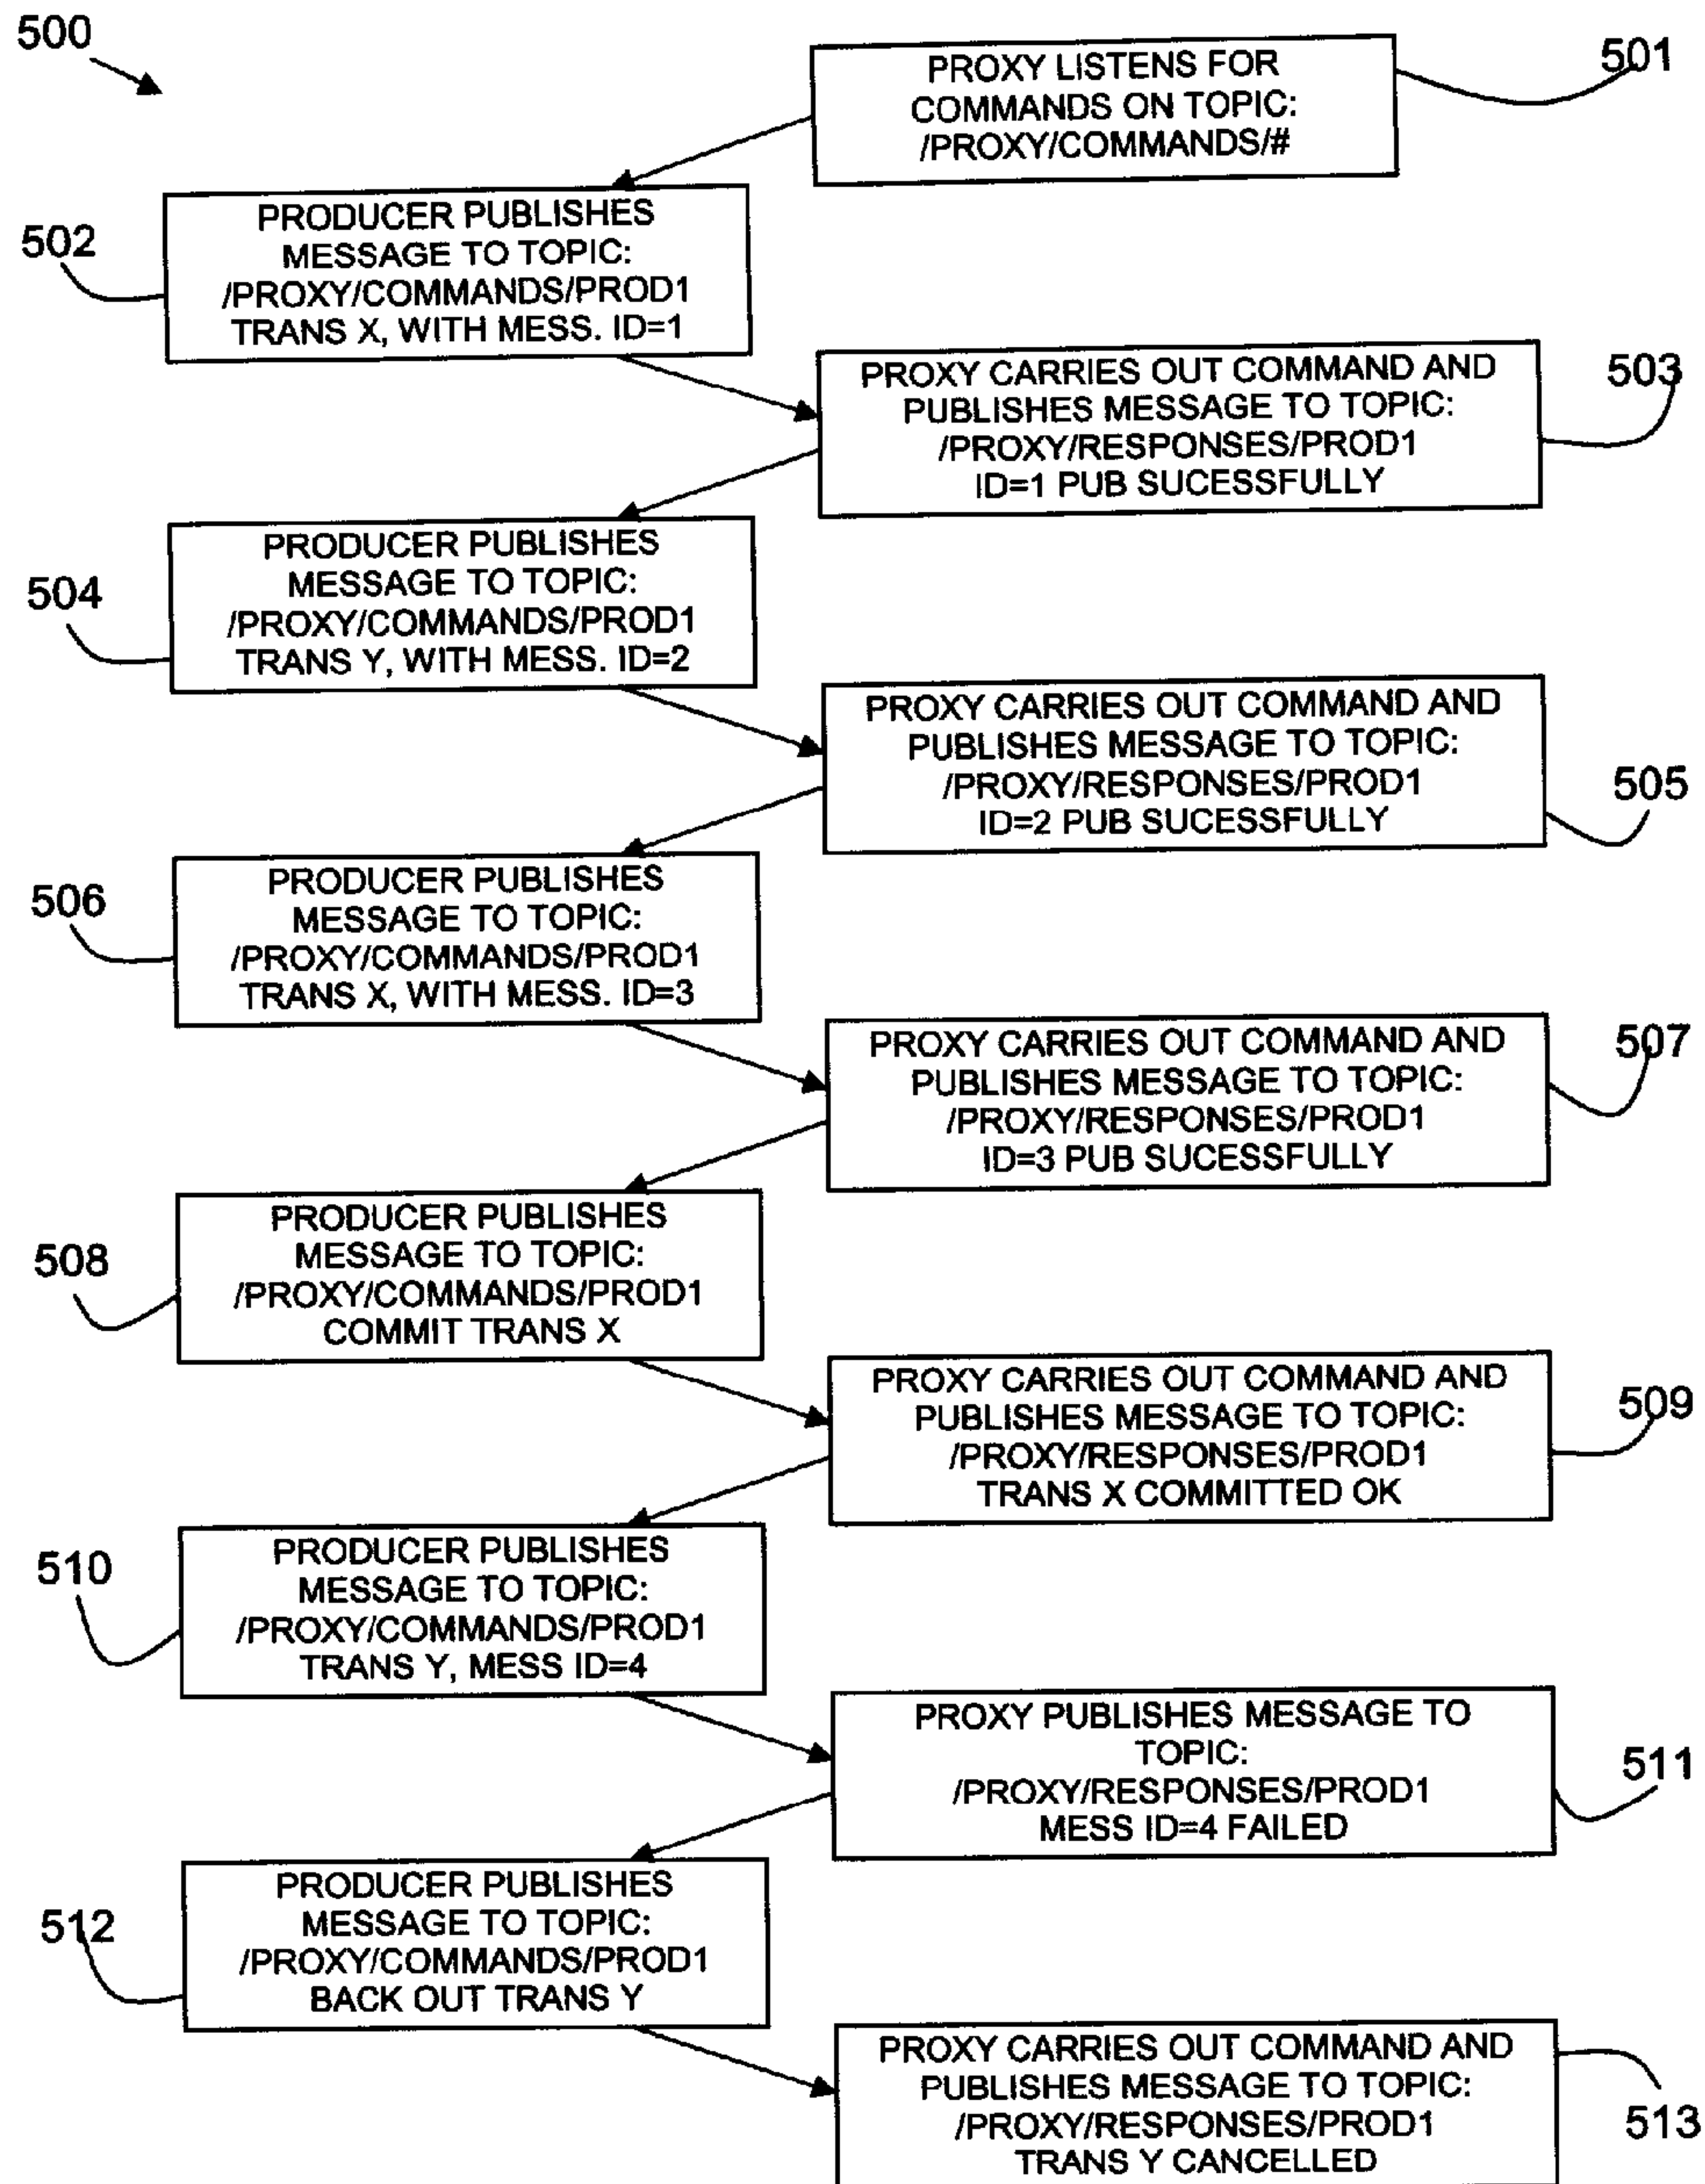 500
PROXY LISTENS FOR
COMMANDS ON TOPIC:
/PROXY/COMMANDS/#
501
502
PRODUCER PUBLISHES
MESSAGE TO TOPIC:
/PROXY/COMMANDS/PROD1
TRANS X, WITH MESS. ID=1
PROXY CARRIES OUT COMMAND AND
PUBLISHES MESSAGE TO TOPIC:
/PROXY/RESPONSES/PROD1
ID=1 PUB SUCESSFULLY
503
504
PRODUCER PUBLISHES
MESSAGE TO TOPIC:
/PROXY/COMMANDS/PROD1
TRANS Y, WITH MESS. ID=2
PROXY CARRIES OUT COMMAND AND
PUBLISHES MESSAGE TO TOPIC:
/PROXY/RESPONSES/PROD1
ID=2 PUB SUCESSFULLY
505
506
PRODUCER PUBLISHES
MESSAGE TO TOPIC:
/PROXY/COMMANDS/PROD1
TRANS X, WITH MESS. ID=3
PROXY CARRIES OUT COMMAND AND
PUBLISHES MESSAGE TO TOPIC:
/PROXY/RESPONSES/PROD1
ID=3 PUB SUCESSFULLY
507
508
PRODUCER PUBLISHES
MESSAGE TO TOPIC:
/PROXY/COMMANDS/PROD1
COMMIT TRANS X
PROXY CARRIES OUT COMMAND AND
PUBLISHES MESSAGE TO TOPIC:
/PROXY/RESPONSES/PROD1
TRANS X COMMITTED OK
509
510
PRODUCER PUBLISHES
MESSAGE TO TOPIC:
/PROXY/COMMANDS/PROD1
TRANS Y, MESS ID=4
PROXY PUBLISHES MESSAGE TO
TOPIC:
/PROXY/RESPONSES/PROD1
MESS ID=4 FAILED
511
512
PRODUCER PUBLISHES
MESSAGE TO TOPIC:
/PROXY/COMMANDS/PROD1
BACK OUT TRANS Y
PROXY CARRIES OUT COMMAND AND
PUBLISHES MESSAGE TO TOPIC:
/PROXY/RESPONSES/PROD1
TRANS Y CANCELLED
513